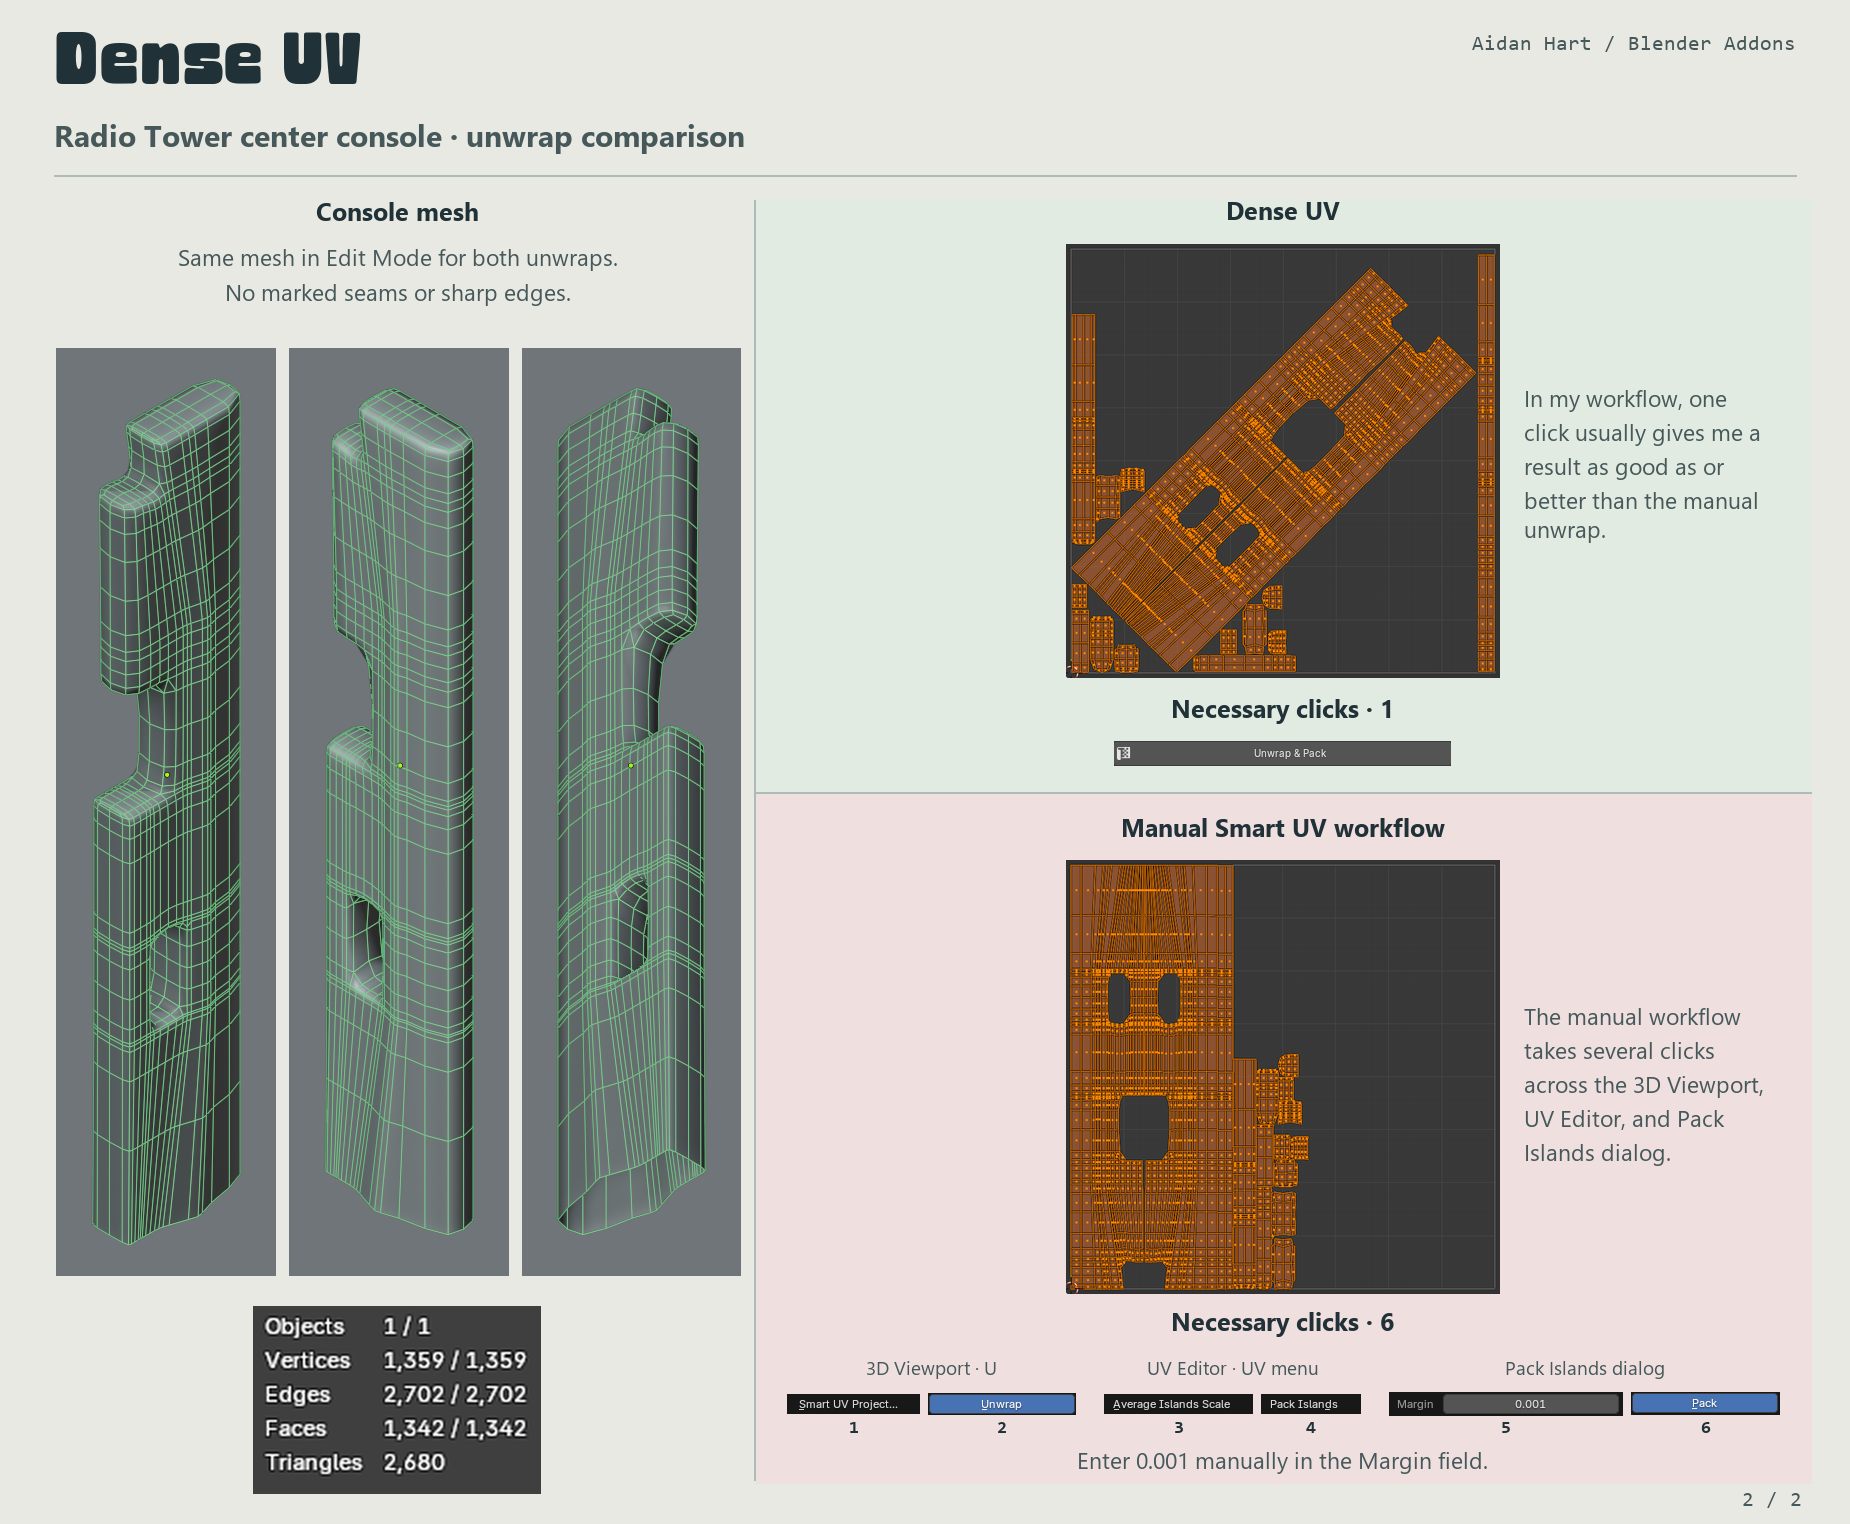 Dense UV
Aidan Hart / Blender Addons
Radio Tower center console · unwrap comparison
Console mesh
Same mesh in Edit Mode for both unwraps.
No marked seams or sharp edges.
Objects 1 / 1
Vertices 1,359 / 1,359
Edges 2,702 / 2,702
Faces 1,342 / 1,342
Triangles 2,680
Dense UV
In my workflow, one
click usually gives me a
result as good as or
better than the manual
unwrap.
Necessary clicks · 1
Unwrap & Pack
Manual Smart UV workflow
The manual workflow
takes several clicks
across the 3D Viewport,
UV Editor, and Pack
Islands dialog.
Necessary clicks · 6
3D Viewport · U
UV Editor · UV menu
Pack Islands dialog
Smart UV Project... Unwrap Average Islands Scale Pack Islands Margin 0.001 Pack
1 2 3 4 5 6
Enter 0.001 manually in the Margin field.
2 / 2